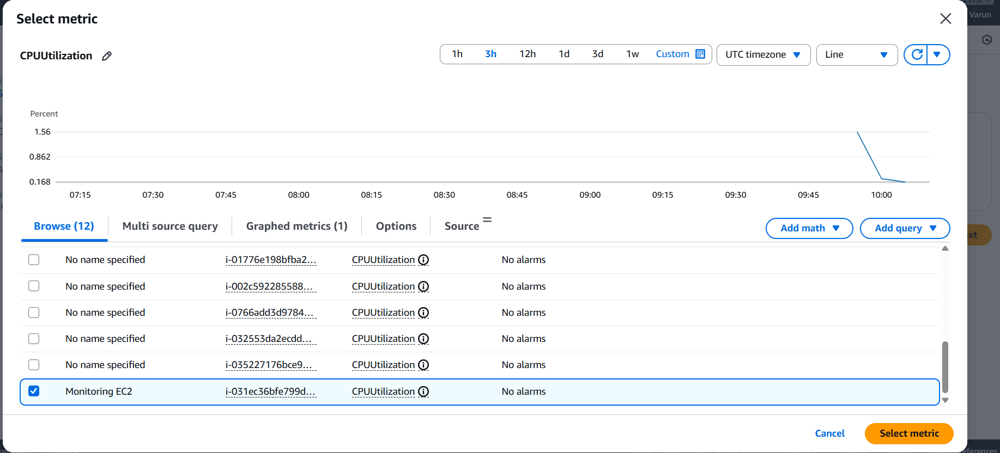 Select metric
Varun
CPUUtilization
1h 3h 12h 1d 3d 1w Custom UTC timezone Line
Percent
1.56
0.862
0.168
07:15 07:30 07:45 08:00 08:15 08:30 08:45 09:00 09:15 09:30 09:45 10:00
Browse (12) Multi source query Graphed metrics (1) Options Source Add math Add query
No name specified i-01776e198bfba2... CPUUtilization No alarms
No name specified i-002c592285588... CPUUtilization No alarms
No name specified i-0766add3d9784... CPUUtilization No alarms
No name specified i-032553da2ecdd... CPUUtilization No alarms
No name specified i-035227176bce9... CPUUtilization No alarms
Monitoring EC2 i-031ec36bfe799d... CPUUtilization No alarms
Cancel Select metric